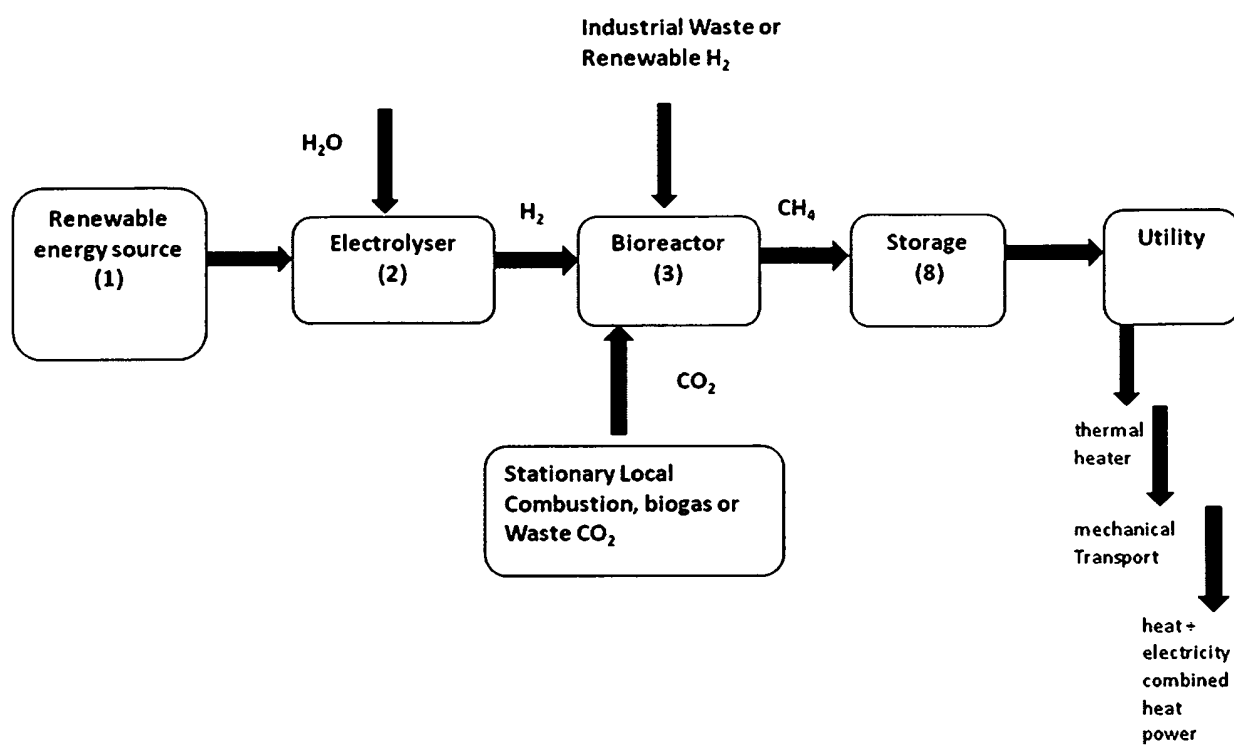 Industrial Waste or
Renewable H₂
H₂O
Renewable
energy source
(1)
Electrolyser
(2)
H₂
Bioreactor
(3)
CH₄
Storage
(8)
Utility
CO₂
Stationary Local
Combustion, biogas or
Waste CO₂
thermal
heater
mechanical
Transport
heat +
electricity
combined
heat
power